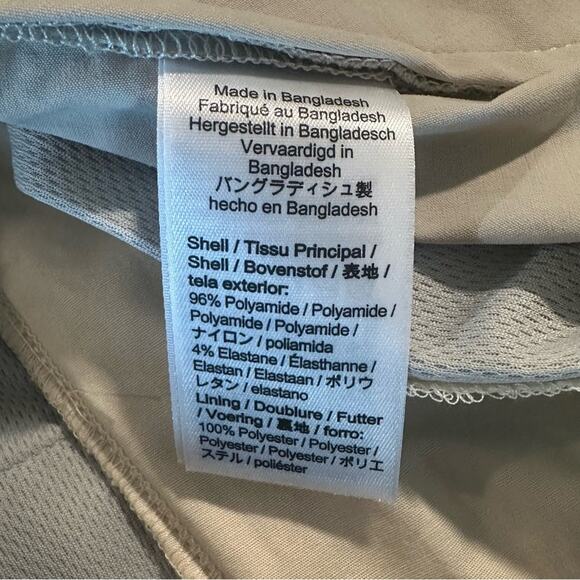 Made in Bangladesh
Fabriqué au Bangladesh
Hergestellt in Bangladesch
Vervaardigd in
Bangladesh
バングラディシュ製
hecho en Bangladesh
Shell / Tissu Principal /
Shell / Bovenstof / 表地 /
tela exterior:
96% Polyamide / Polyamide /
Polyamide / Polyamide /
ナイロン / poliamida
4% Elastane / Élasthanne /
Elastan / Elastaan / ポリウ
レタン / elastano
Lining / Doublure / Futter
/ Voering / 裏地 / forro:
100% Polyester / Polyester /
Polyester / Polyester / ポリエ
ステル / poliéster